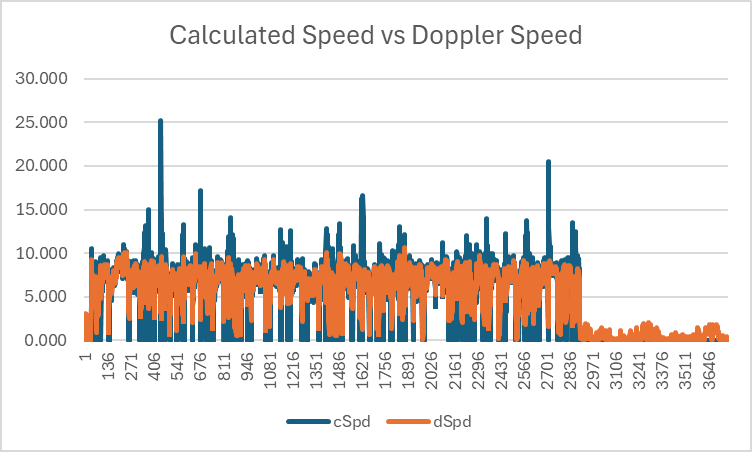 Calculated Speed vs Doppler Speed
30.000
25.000
20.000
15.000
10.000
5.000
0.000
1 136 271 406 541 676 811 946 1081 1216 1351 1486 1621 1756 1891 2026 2161 2296 2431 2566 2701 2836 2971 3106 3241 3376 3511 3646
cSpd dSpd